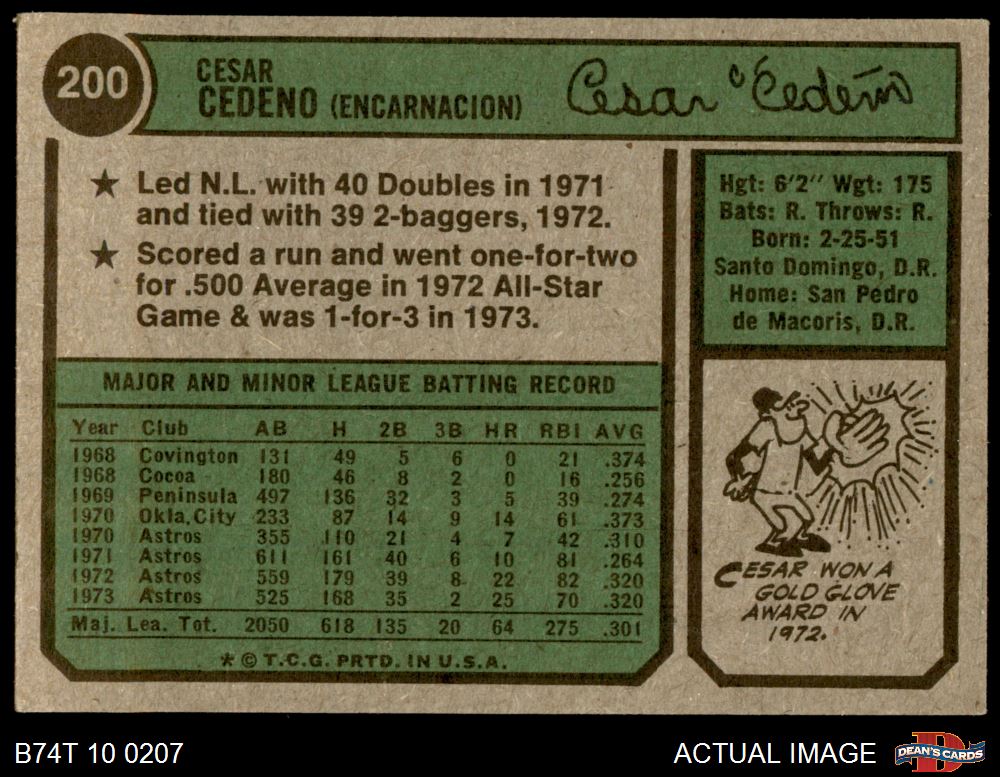 200
CESAR
CEDENO (ENCARNACION)
Cesar Cedeño
★ Led N.L. with 40 Doubles in 1971
and tied with 39 2-baggers, 1972.
★ Scored a run and went one-for-two
for .500 Average in 1972 All-Star
Game & was 1-for-3 in 1973.
Hgt: 6'2" Wgt: 175
Bats: R. Throws: R.
Born: 2-25-51
Santo Domingo, D.R.
Home: San Pedro
de Macoris, D.R.
MAJOR AND MINOR LEAGUE BATTING RECORD
Year Club AB H 2B 3B HR RBI AVG
1968 Covington 131 49 5 6 0 21 .374
1968 Cocoa 180 46 8 2 0 16 .256
1969 Peninsula 497 136 32 3 5 39 .274
1970 Okla.City 233 87 14 9 14 61 .373
1970 Astros 355 110 21 4 7 42 .310
1971 Astros 611 161 40 6 10 81 .264
1972 Astros 559 179 39 8 22 82 .320
1973 Astros 525 168 35 2 25 70 .320
Maj. Lea. Tot. 2050 618 135 20 64 275 .301
★ © T.C.G. PRTD. IN U.S.A.
CESAR WON A
GOLD GLOVE
AWARD IN
1972.
B74T 10 0207
ACTUAL IMAGE
D
DEAN'S CARDS